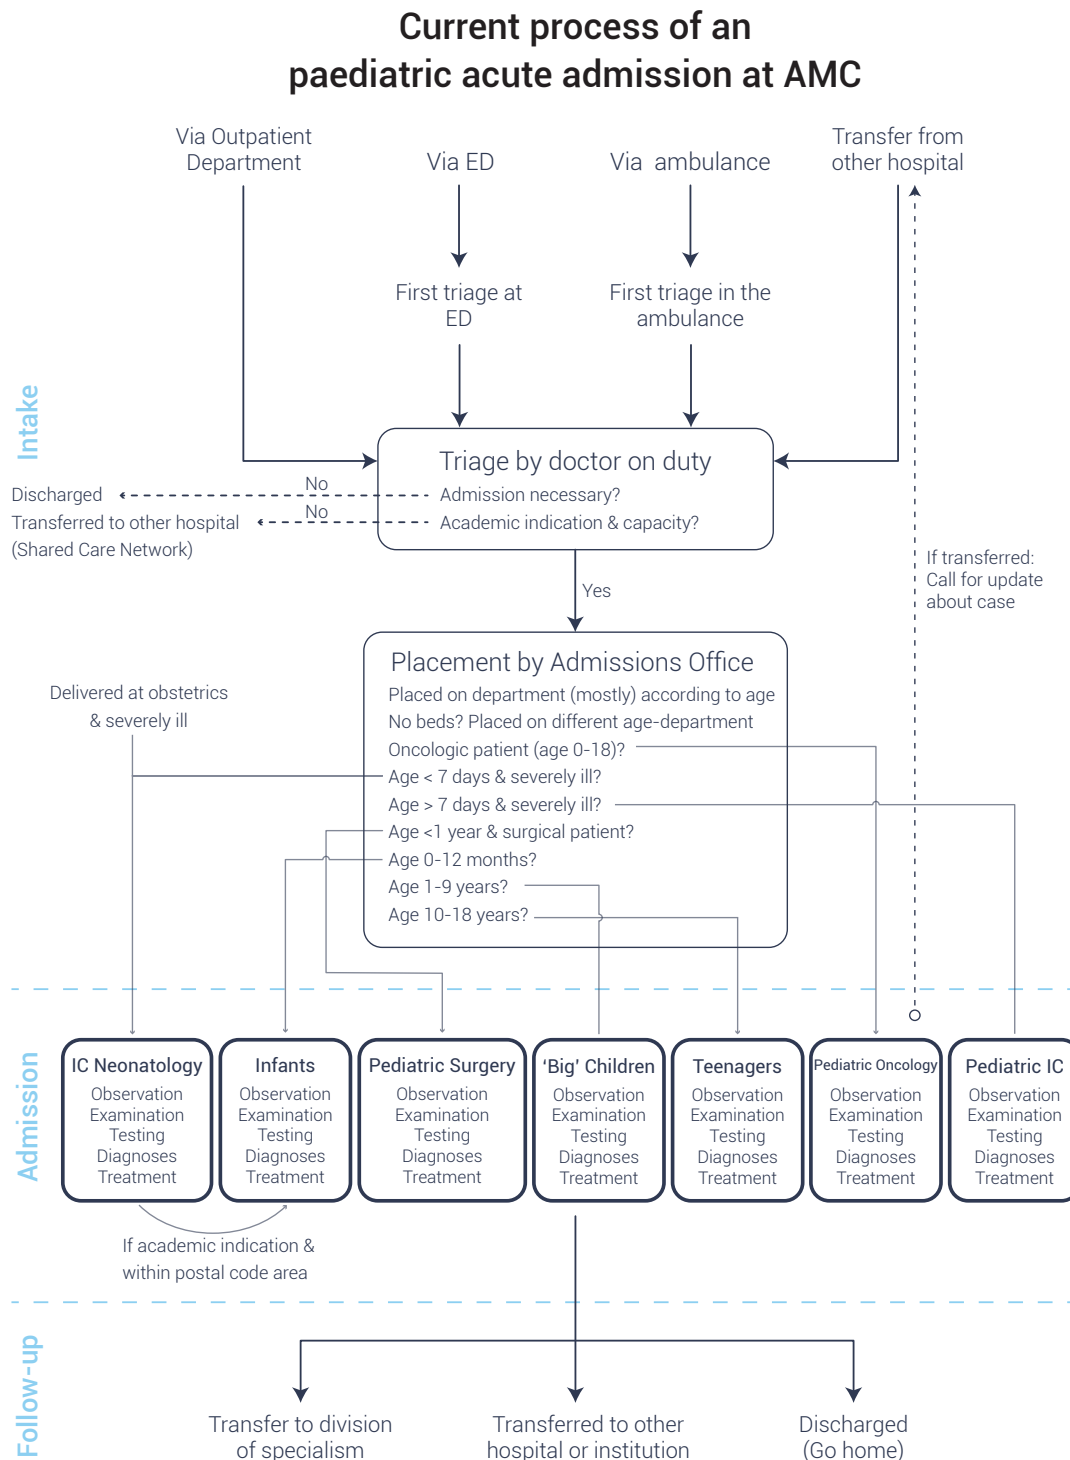 Current process of an
paediatric acute admission at AMC
Via Outpatient
Department
Via ED
Via ambulance
Transfer from
other hospital
First triage at
ED
First triage in the
ambulance
Intake
Triage by doctor on duty
Admission necessary?
Academic indication & capacity?
No
No
Discharged
Transferred to other hospital
(Shared Care Network)
If transferred:
Call for update
about case
Yes
Placement by Admissions Office
Placed on department (mostly) according to age
No beds? Placed on different age-department
Oncologic patient (age 0-18)?
Age < 7 days & severely ill?
Age > 7 days & severely ill?
Age <1 year & surgical patient?
Age 0-12 months?
Age 1-9 years?
Age 10-18 years?
Delivered at obstetrics
& severely ill
Admission
IC Neonatology
Observation
Examination
Testing
Diagnoses
Treatment
Infants
Observation
Examination
Testing
Diagnoses
Treatment
Pediatric Surgery
Observation
Examination
Testing
Diagnoses
Treatment
‘Big’ Children
Observation
Examination
Testing
Diagnoses
Treatment
Teenagers
Observation
Examination
Testing
Diagnoses
Treatment
Pediatric Oncology
Observation
Examination
Testing
Diagnoses
Treatment
Pediatric IC
Observation
Examination
Testing
Diagnoses
Treatment
If academic indication &
within postal code area
Follow-up
Transfer to division
of specialism
Transferred to other
hospital or institution
Discharged
(Go home)